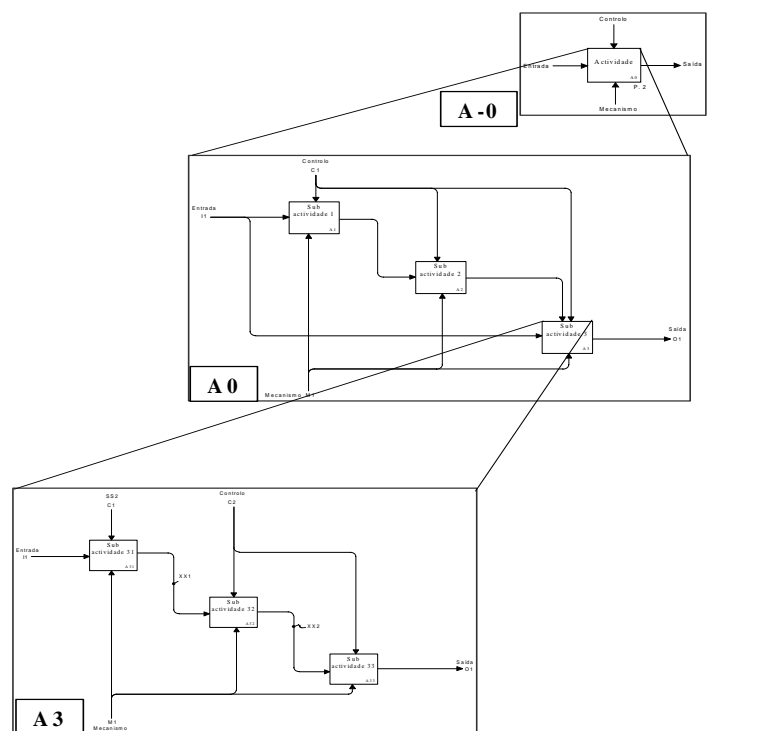 Controlo
Entrada
Actividade
A0
Saída
P. 2
Mecanismo
A -0
Controlo
C1
Entrada
I1
Sub
actividade 1
A1
Sub
actividade 2
A2
Sub
actividade 3
A3
Saída
O1
Mecanismo M1
A 0
SS2
C1
Controlo
C2
Entrada
I1
Sub
actividade 31
A31
XX1
Sub
actividade 32
A32
XX2
Sub
actividade 33
A33
Saída
O1
M1
Mecanismo
A 3